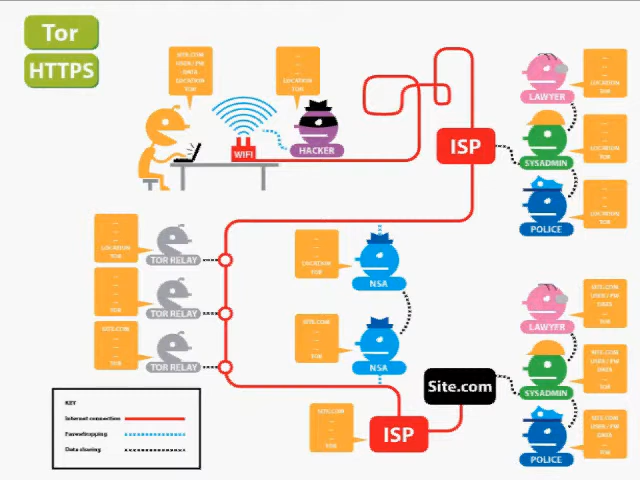 Tor
HTTPS
SITE.COM
USER / PW
DATA
LOCATION
TOR
LOCATION
TOR
WIFI
HACKER
ISP
LOCATION
TOR
LAWYER
LOCATION
TOR
SYSADMIN
LOCATION
TOR
POLICE
LOCATION
TOR
TOR RELAY
TOR
TOR RELAY
SITE.COM
TOR
TOR RELAY
LOCATION
TOR
NSA
SITE.COM
TOR
NSA
SITE.COM
TOR
ISP
Site.com
SITE.COM
USER / PW
DATA
TOR
LAWYER
SITE.COM
USER / PW
DATA
TOR
SYSADMIN
SITE.COM
USER / PW
DATA
TOR
POLICE
KEY
Internet connection
Eavesdropping
Data sharing